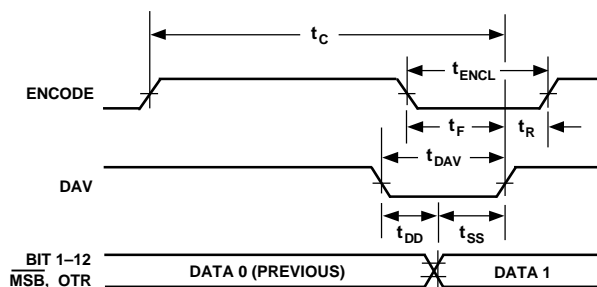 tC
tENCL
ENCODE
tF
tR
tDAV
DAV
tDD
tSS
BIT 1–12
MSB, OTR
DATA 0 (PREVIOUS)
DATA 1